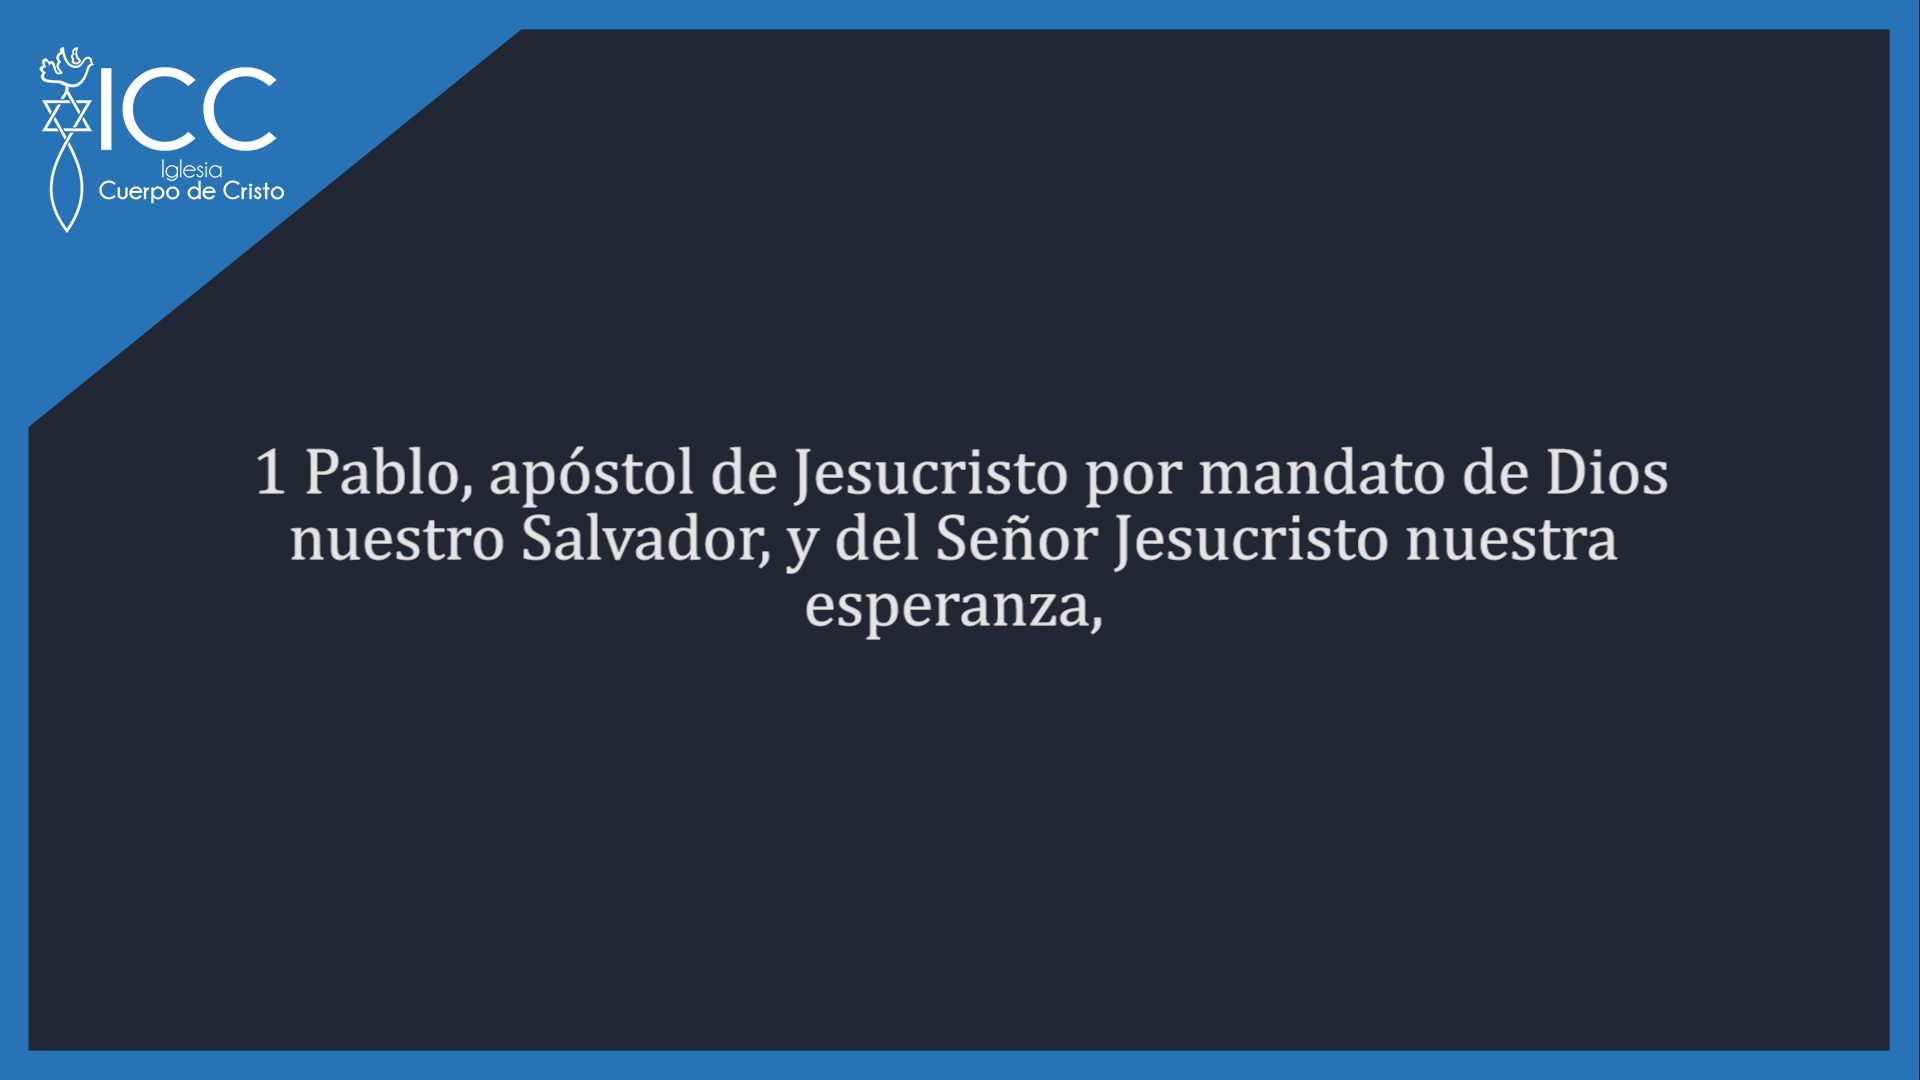 ICC
Iglesia
Cuerpo de Cristo
1 Pablo, apóstol de Jesucristo por mandato de Dios
nuestro Salvador, y del Señor Jesucristo nuestra
esperanza,